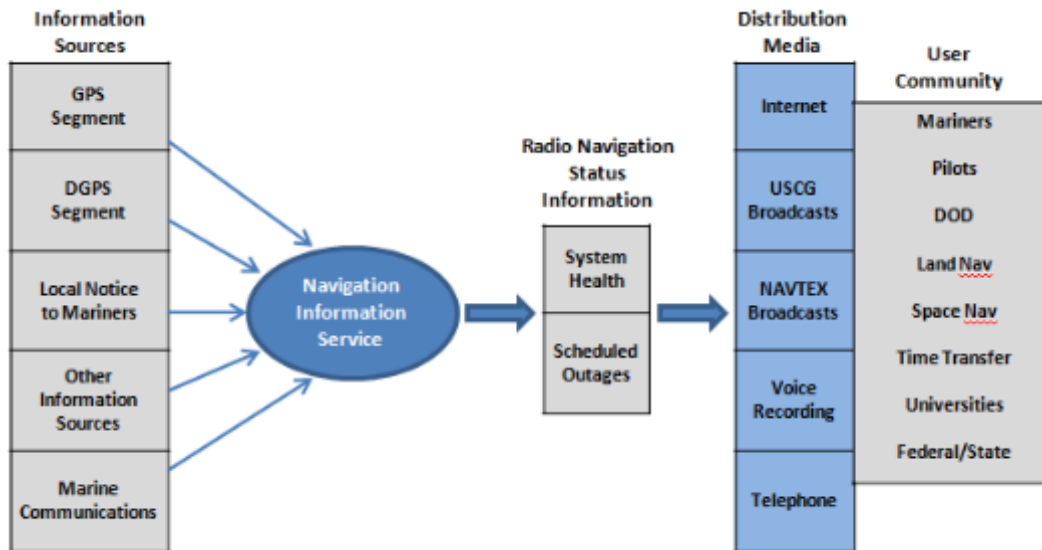 Information
Sources
GPS
Segment
DGPS
Segment
Local Notice
to Mariners
Other
Information
Sources
Marine
Communications
Navigation
Information
Service
Radio Navigation
Status
Information
System
Health
Scheduled
Outages
Distribution
Media
Internet
USCG
Broadcasts
NAVTEX
Broadcasts
Voice
Recording
Telephone
User
Community
Mariners
Pilots
DOD
Land Nav
Space Nav
Time Transfer
Universities
Federal/State